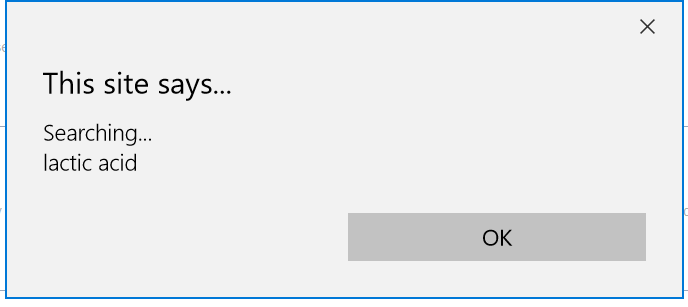 This site says...
Searching...
lactic acid
OK